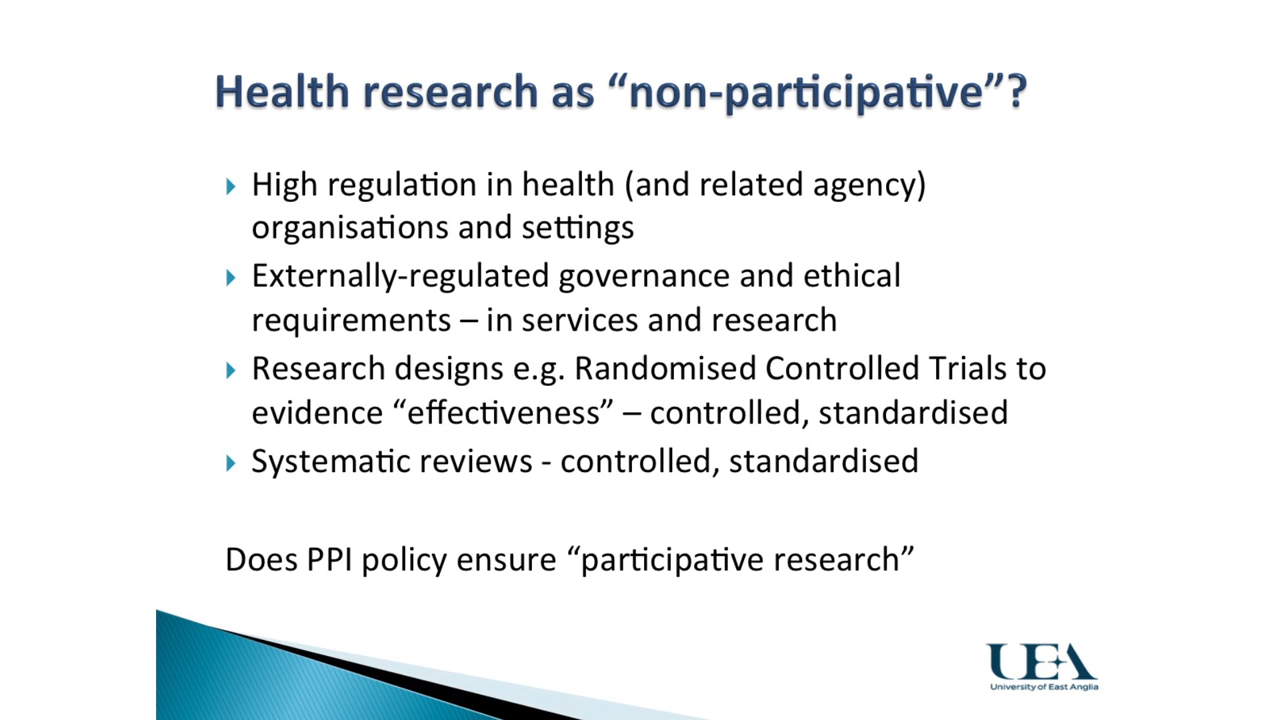 Health research as “non-participative”?
High regulation in health (and related agency)
organisations and settings
Externally-regulated governance and ethical
requirements – in services and research
Research designs e.g. Randomised Controlled Trials to
evidence “effectiveness” – controlled, standardised
Systematic reviews - controlled, standardised
Does PPI policy ensure “participative research”
UEA
University of East Anglia